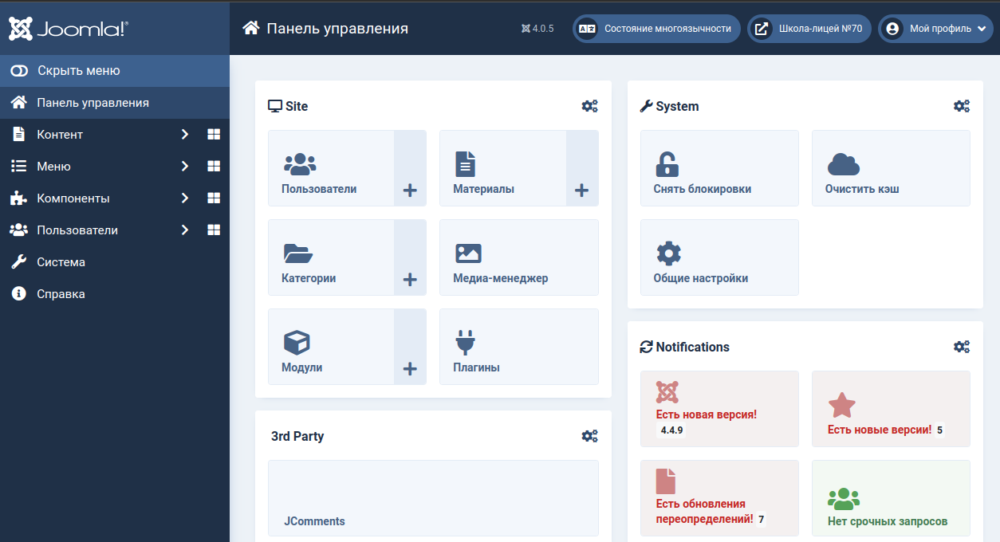 Joomla!®
Панель управления
4.0.5
Состояние многоязычности
Школа-лицей №70
Мой профиль
Скрыть меню
Панель управления
Контент
Меню
Компоненты
Пользователи
Система
Справка
Site
Пользователи
Материалы
Категории
Медиа-менеджер
Модули
Плагины
3rd Party
JComments
System
Снять блокировки
Очистить кэш
Общие настройки
Notifications
Есть новая версия!
4.4.9
Есть новые версии! 5
Есть обновления
переопределений! 7
Нет срочных запросов